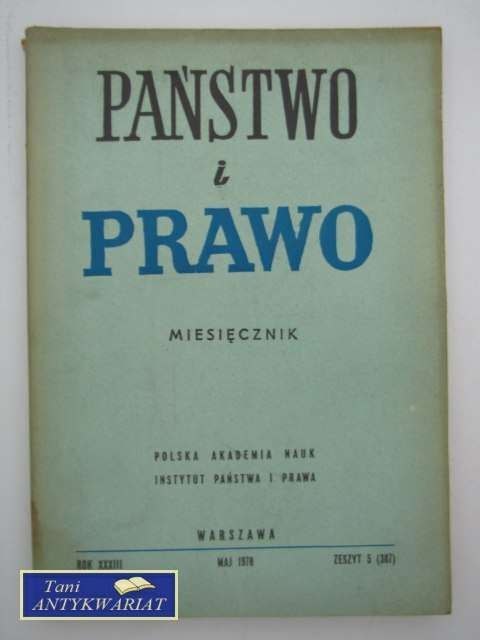 PAŃSTWO
i
PRAWO
MIESIĘCZNIK
POLSKA AKADEMIA NAUK
INSTYTUT PAŃSTWA I PRAWA
WARSZAWA
ROK XXXIII MAJ 1978 ZESZYT 5 (387)
Tani
ANTYKWARIAT